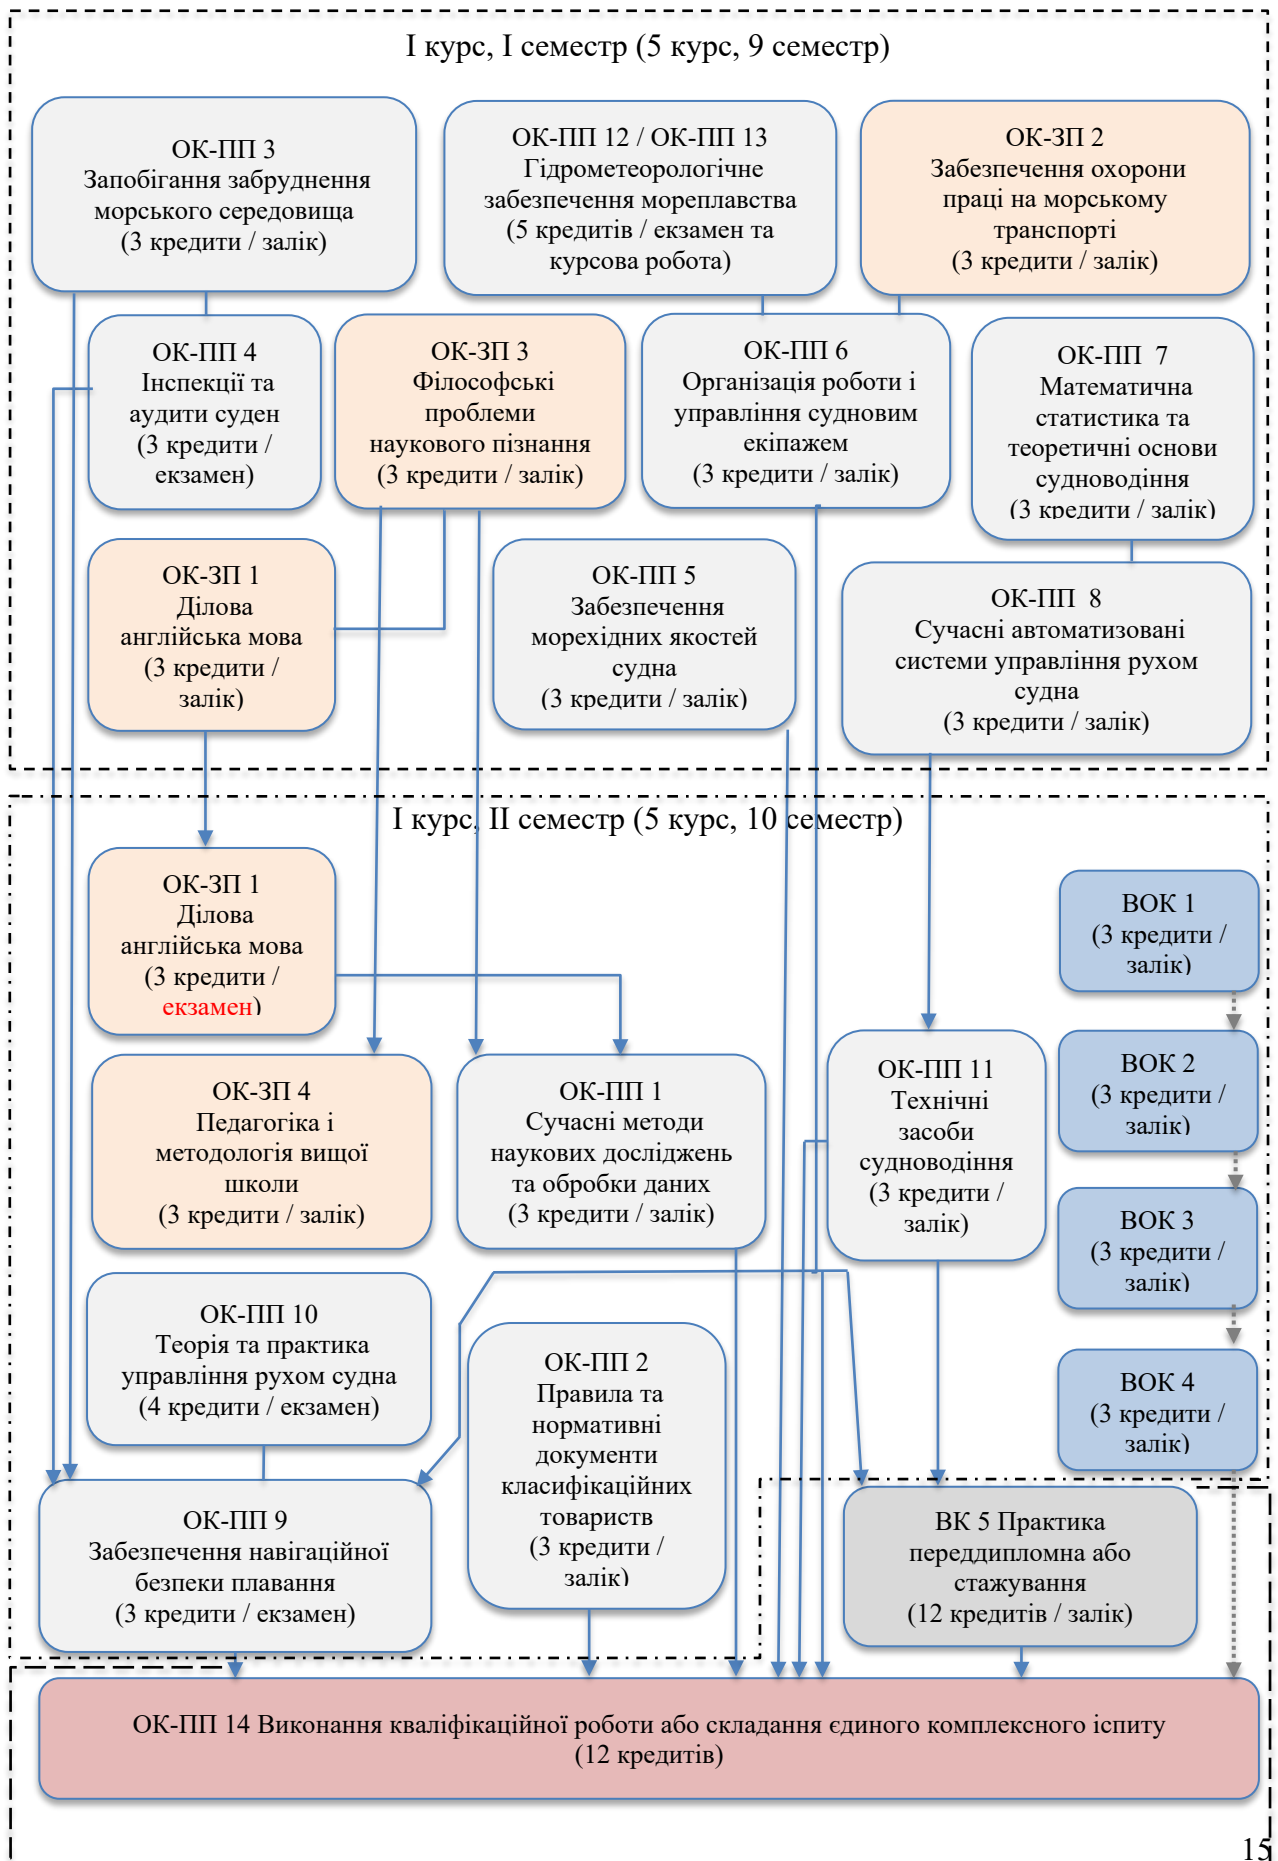 І курс, І семестр (5 курс, 9 семестр)
ОК-ПП 3
Запобігання забруднення
морського середовища
(3 кредити / залік)
ОК-ПП 12 / ОК-ПП 13
Гідрометеорологічне
забезпечення мореплавства
(5 кредитів / екзамен та
курсова робота)
ОК-ЗП 2
Забезпечення охорони
праці на морському
транспорті
(3 кредити / залік)
ОК-ПП 4
Інспекції та
аудити суден
(3 кредити /
екзамен)
ОК-ЗП 3
Філософські
проблеми
наукового пізнання
(3 кредити / залік)
ОК-ПП 6
Організація роботи і
управління судновим
екіпажем
(3 кредити / залік)
ОК-ПП 7
Математична
статистика та
теоретичні основи
судноводіння
(3 кредити / залік)
ОК-ЗП 1
Ділова
англійська мова
(3 кредити /
залік)
ОК-ПП 5
Забезпечення
морехідних якостей
судна
(3 кредити / залік)
ОК-ПП 8
Сучасні автоматизовані
системи управління рухом
судна
(3 кредити / залік)
І курс, ІІ семестр (5 курс, 10 семестр)
ОК-ЗП 1
Ділова
англійська мова
(3 кредити /
екзамен)
ВОК 1
(3 кредити /
залік)
ОК-ЗП 4
Педагогіка і
методологія вищої
школи
(3 кредити / залік)
ОК-ПП 1
Сучасні методи
наукових досліджень
та обробки даних
(3 кредити / залік)
ОК-ПП 11
Технічні
засоби
судноводіння
(3 кредити /
залік)
ВОК 2
(3 кредити /
залік)
ВОК 3
(3 кредити /
залік)
ОК-ПП 10
Теорія та практика
управління рухом судна
(4 кредити / екзамен)
ОК-ПП 2
Правила та
нормативні
документи
класифікаційних
товариств
(3 кредити /
залік)
ВОК 4
(3 кредити /
залік)
ОК-ПП 9
Забезпечення навігаційної
безпеки плавання
(3 кредити / екзамен)
ВК 5 Практика
переддипломна або
стажування
(12 кредитів / залік)
ОК-ПП 14 Виконання кваліфікаційної роботи або складання єдиного комплексного іспиту
(12 кредитів)
15